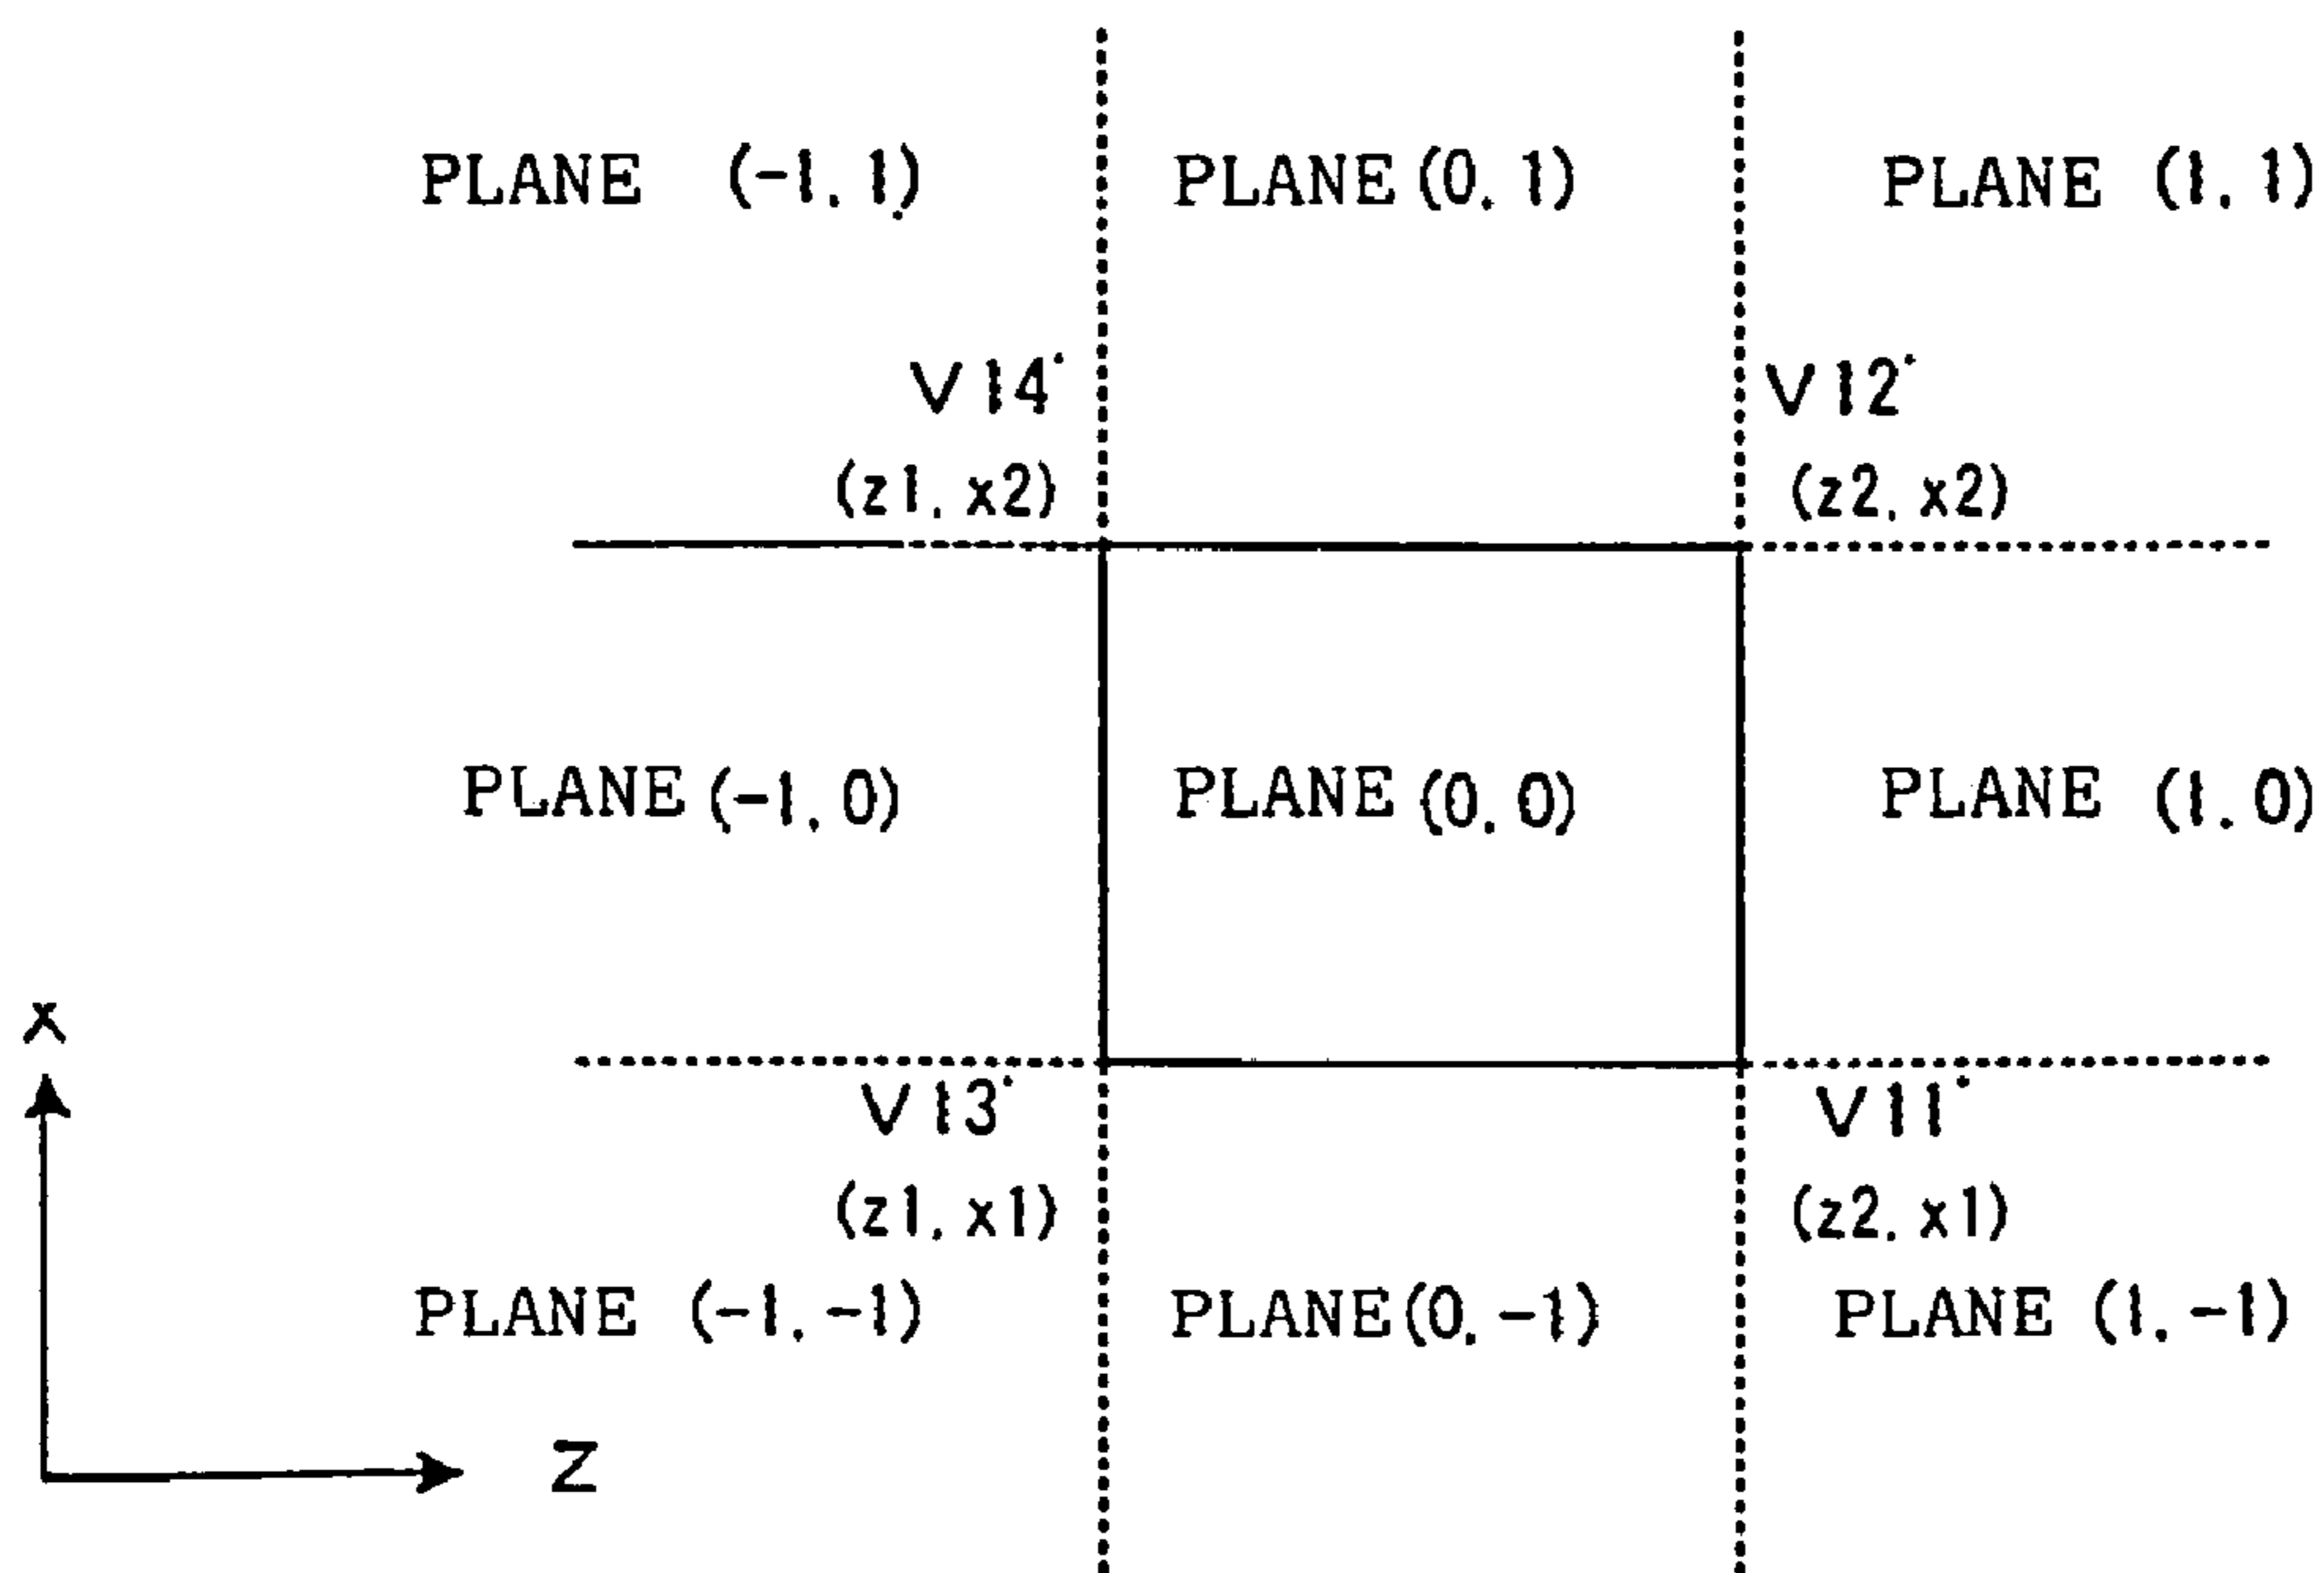 PLANE (-1, 1) PLANE (0, 1) PLANE (1, 1)
V14' V12'
(z1, x2) (z2, x2)
PLANE (-1, 0) PLANE (0, 0) PLANE (1, 0)
x
V13' V11'
(z1, x1) (z2, x1)
PLANE (-1, -1) PLANE (0, -1) PLANE (1, -1)
Z